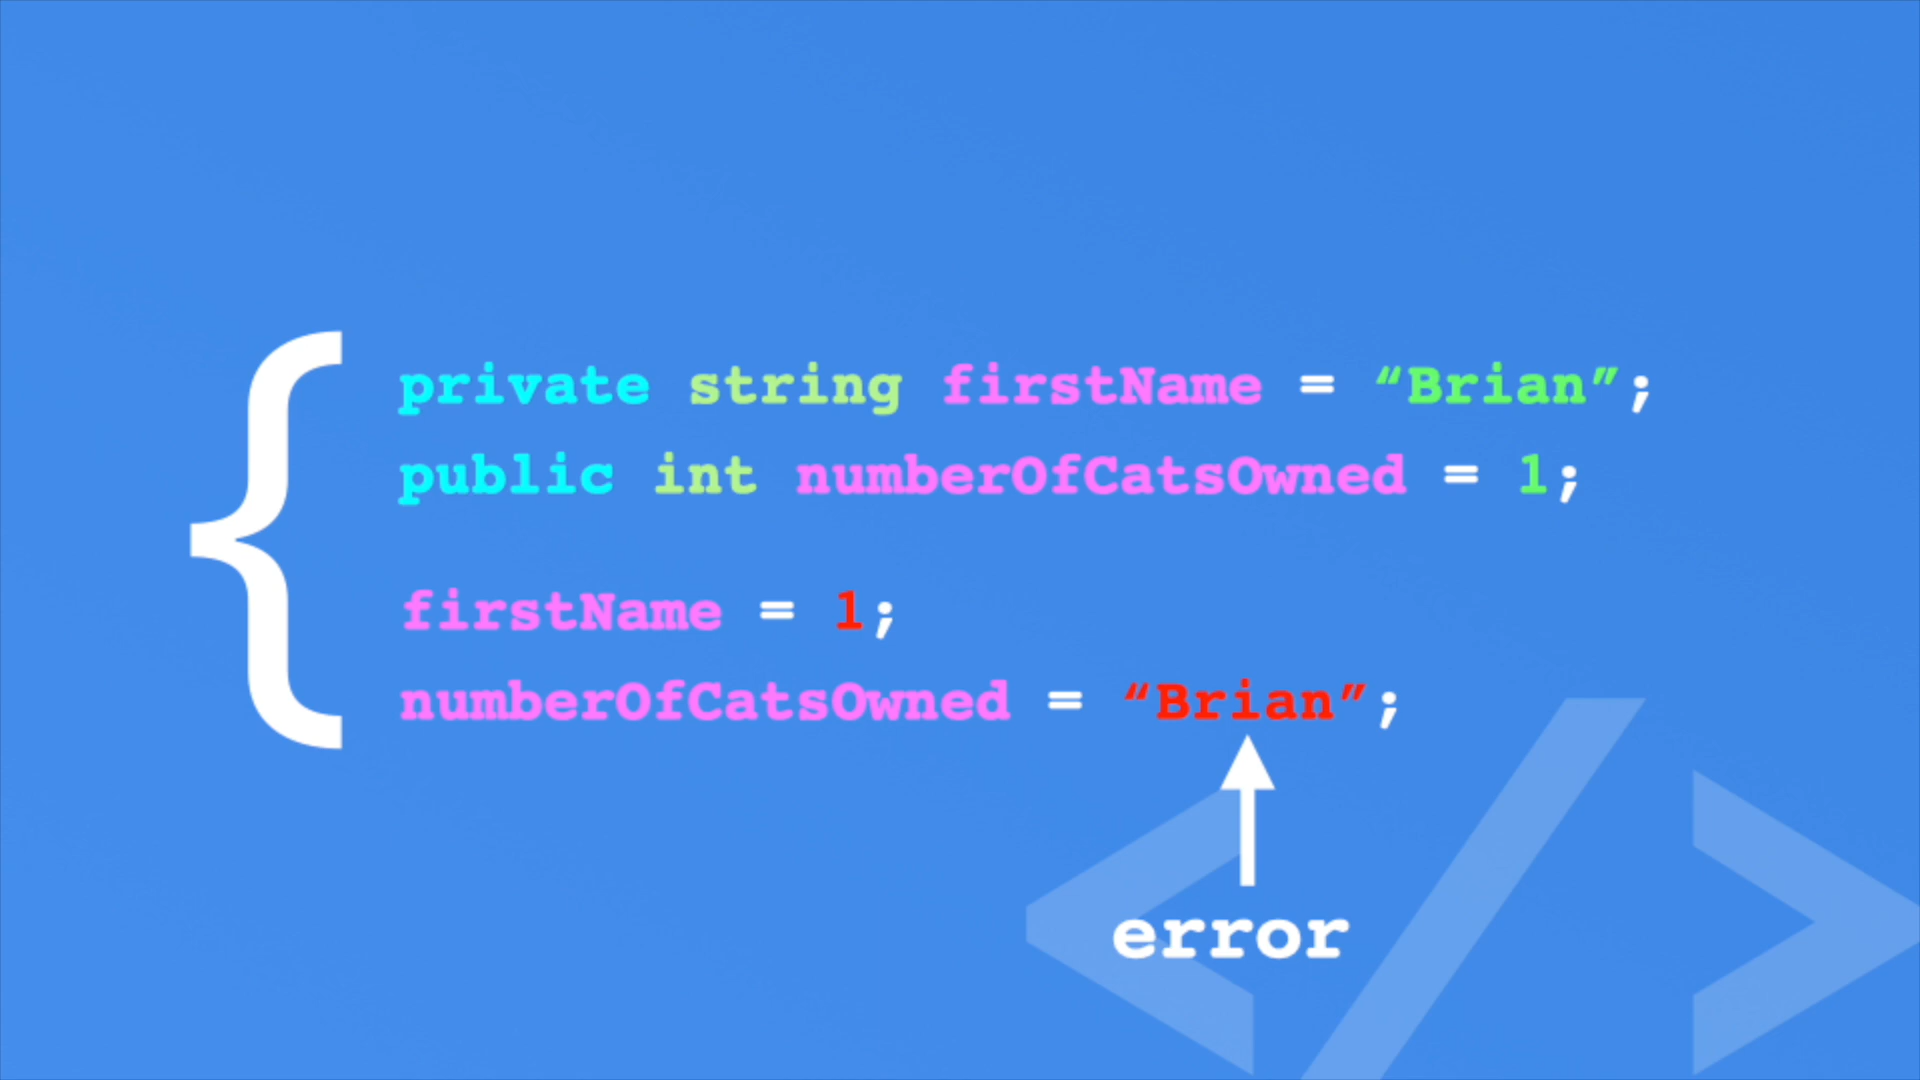 {
private string firstName = “Brian”;
public int numberOfCatsOwned = 1;
firstName = 1;
numberOfCatsOwned = “Brian”;
error
</>